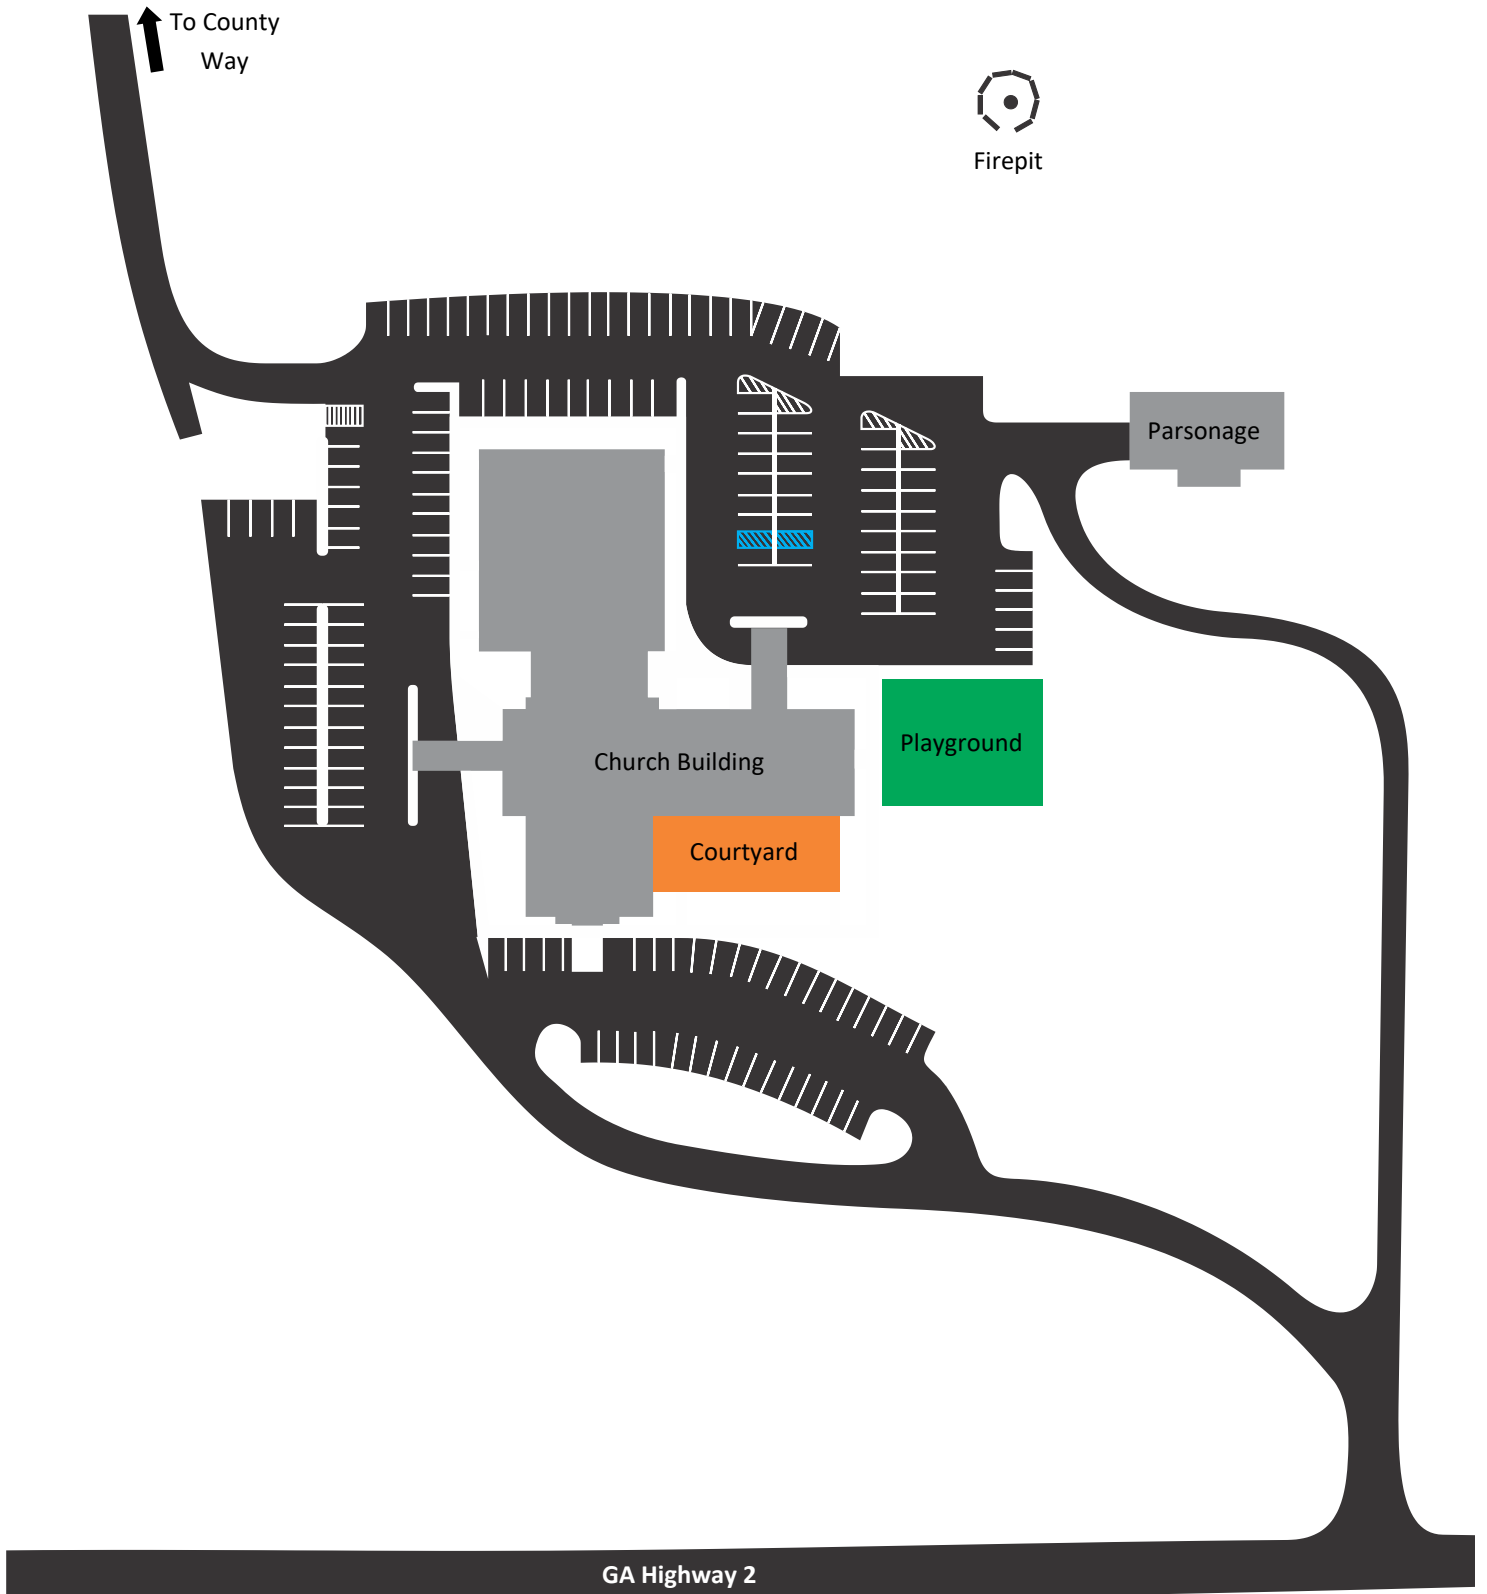 To County
Way
Firepit
Parsonage
Playground
Church Building
Courtyard
GA Highway 2